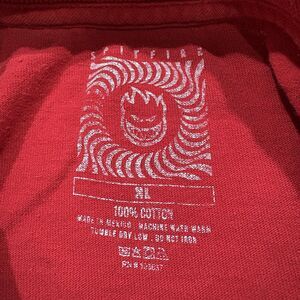 SPITFIRE
XL
100% COTTON
MADE IN MEXICO . MACHINE WASH WARM
TUMBLE DRY LOW . DO NOT IRON